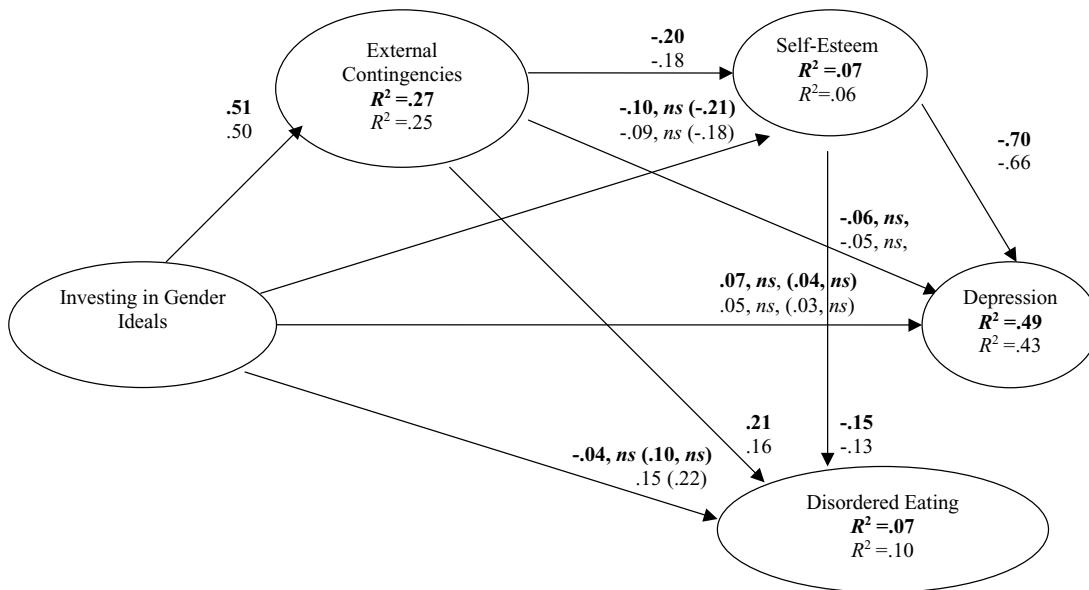 External
Contingencies
R² =.27
R² =.25
-.20
-.18
Self-Esteem
R² =.07
R²=.06
.51
.50
-.10, ns (-.21)
-.09, ns (-.18)
-.70
-.66
-.06, ns,
-.05, ns,
Investing in Gender
Ideals
.07, ns, (.04, ns)
.05, ns, (.03, ns)
Depression
R² =.49
R² =.43
.21
.16
-.15
-.13
-.04, ns (.10, ns)
.15 (.22)
Disordered Eating
R² =.07
R² =.10